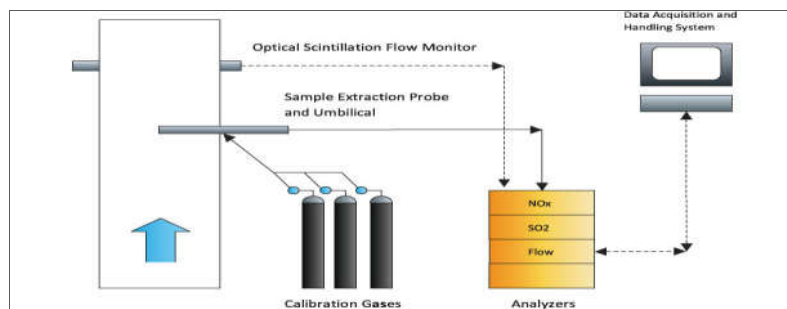 Data Acquisition and
Handling System
Optical Scintillation Flow Monitor
Sample Extraction Probe
and Umbilical
NOx
SO2
Flow
Calibration Gases
Analyzers